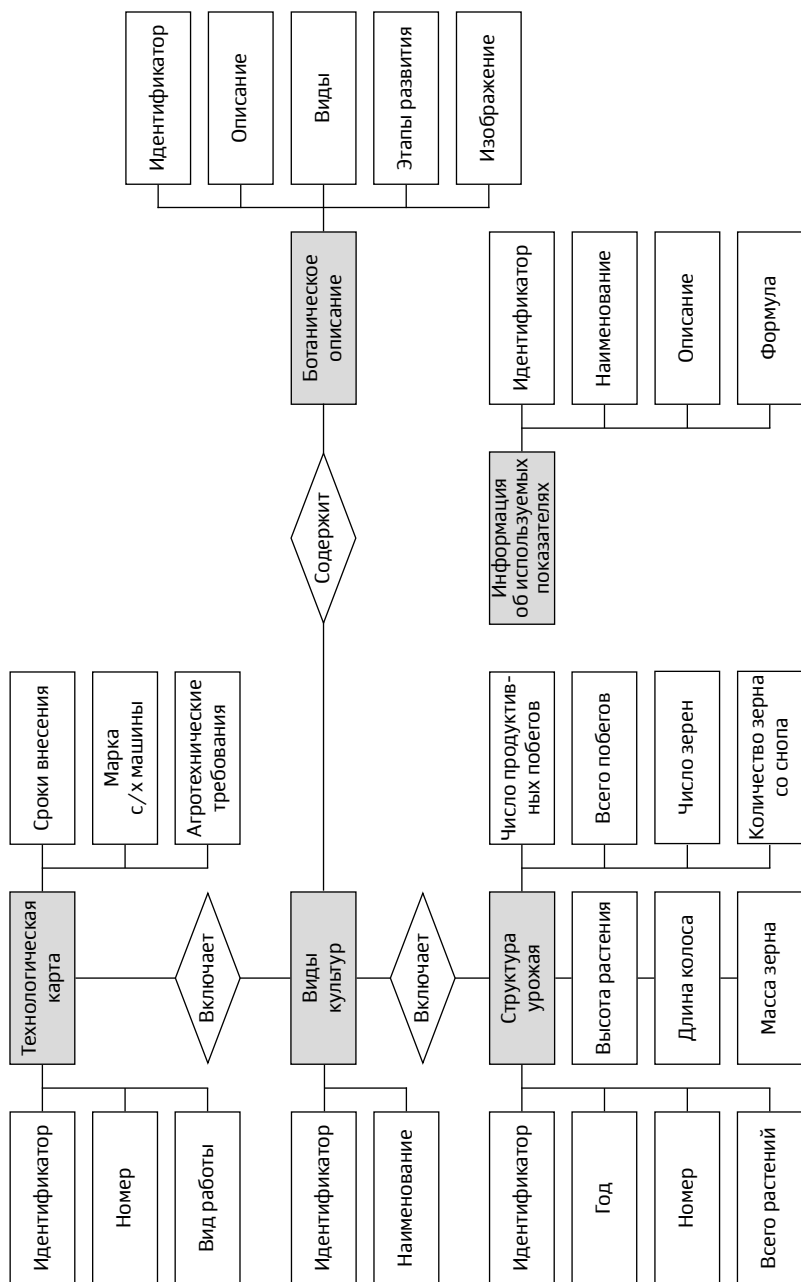 Идентификатор
Номер
Вид работы
Технологическая
карта
Сроки внесения
Марка
с/х машины
Агротехнические
требования
Включает
Идентификатор
Наименование
Виды
культур
Содержит
Ботаническое
описание
Идентификатор
Описание
Виды
Этапы развития
Изображение
Включает
Идентификатор
Год
Номер
Всего растений
Структура
урожая
Высота растения
Длина колоса
Масса зерна
Число продуктив-
ных побегов
Всего побегов
Число зерен
Количество зерна
со снопа
Информация
об используемых
показателях
Идентификатор
Наименование
Описание
Формула